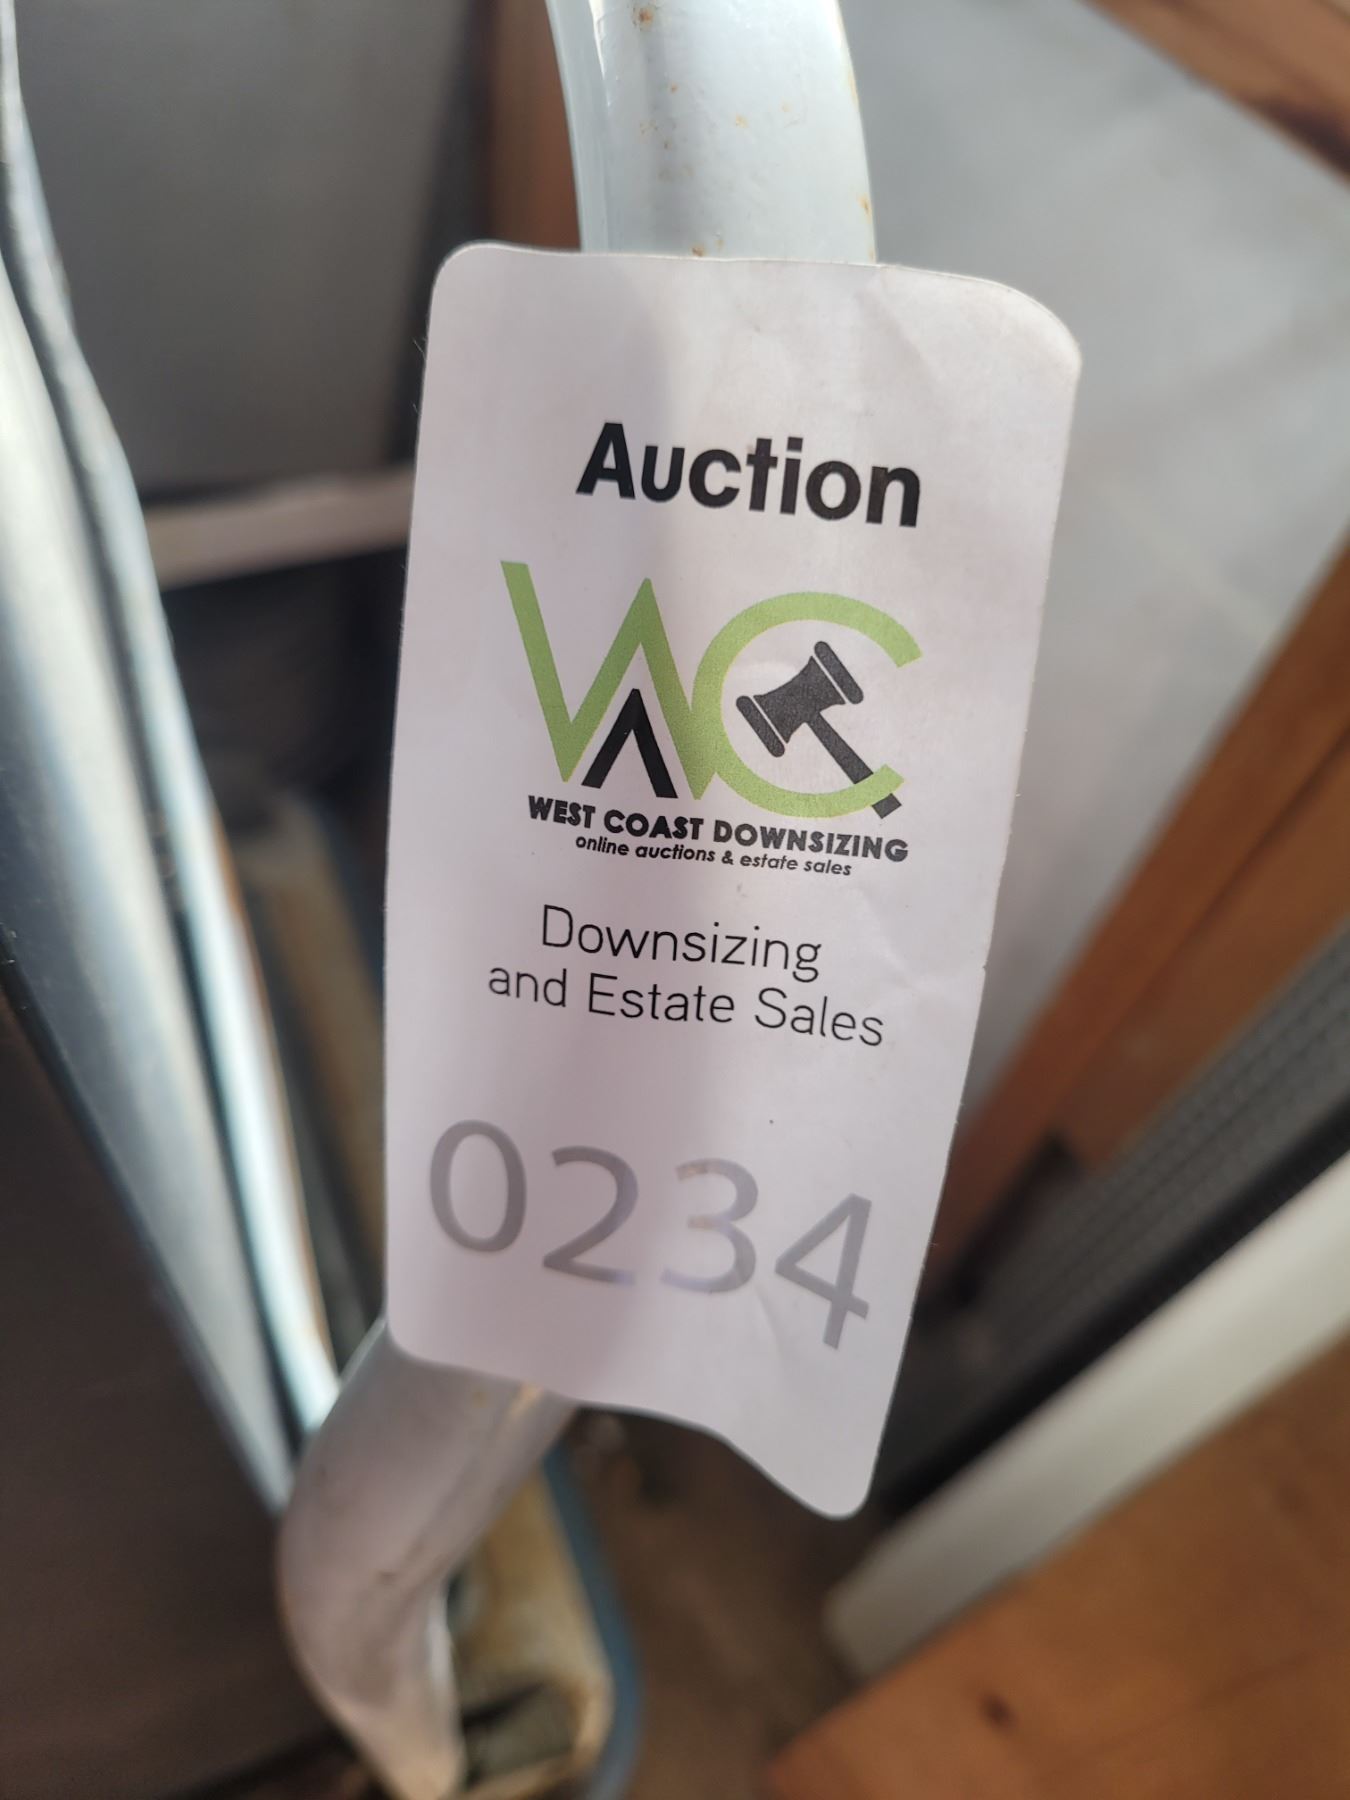 Auction
WC
WEST COAST DOWNSIZING
online auctions & estate sales
Downsizing
and Estate Sales
0234